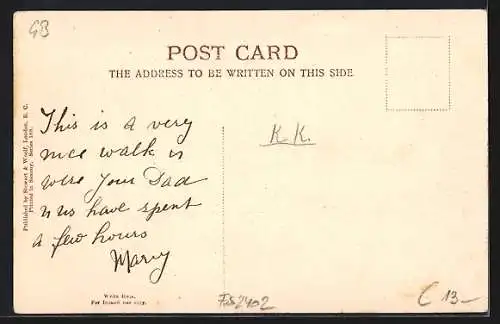 GB
POST CARD
THE ADDRESS TO BE WRITTEN ON THIS SIDE
Published by Stewart & Woolf, London, E. C.
Printed in Saxony. Series
This is a very
nice walk is
were your Dad
n us have spent
a few hours
Mary
K K.
Write Here.
For Inland use only.
FS2402
C 13-